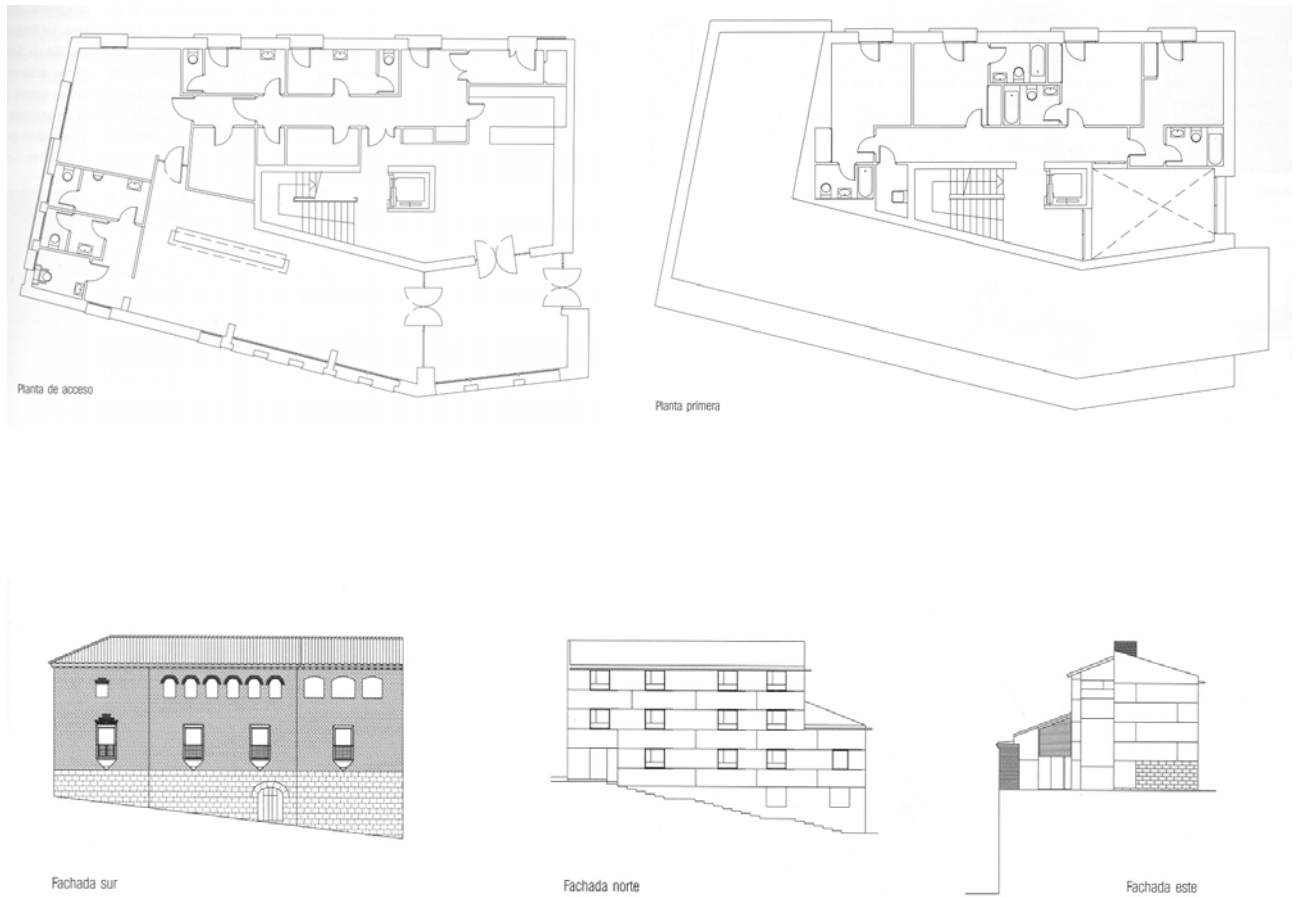 Planta de acceso
Planta primera
Fachada sur
Fachada norte
Fachada este